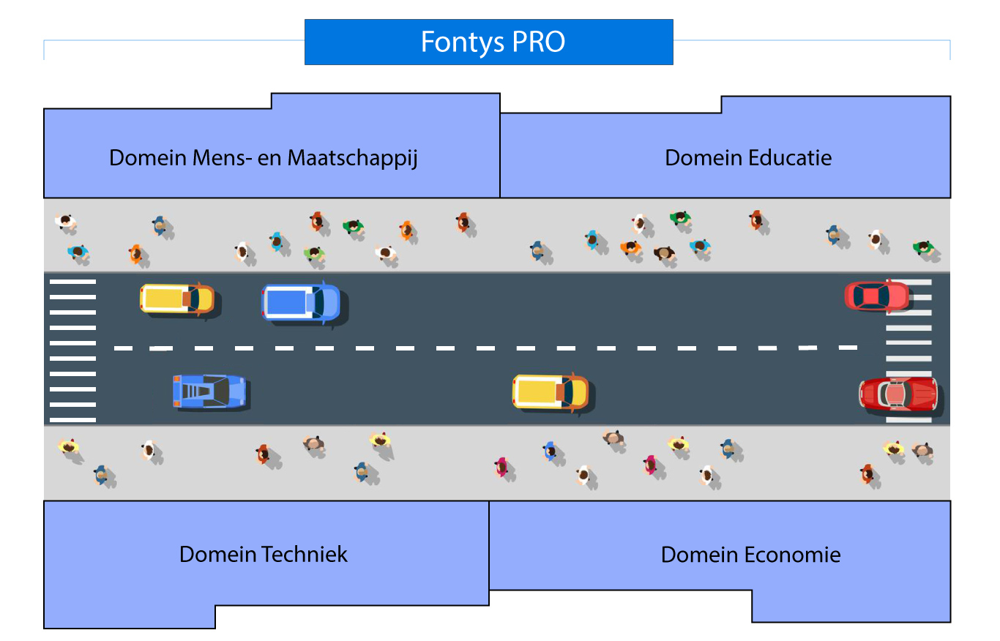 Fontys PRO
Domein Mens- en Maatschappij
Domein Educatie
Domein Techniek
Domein Economie